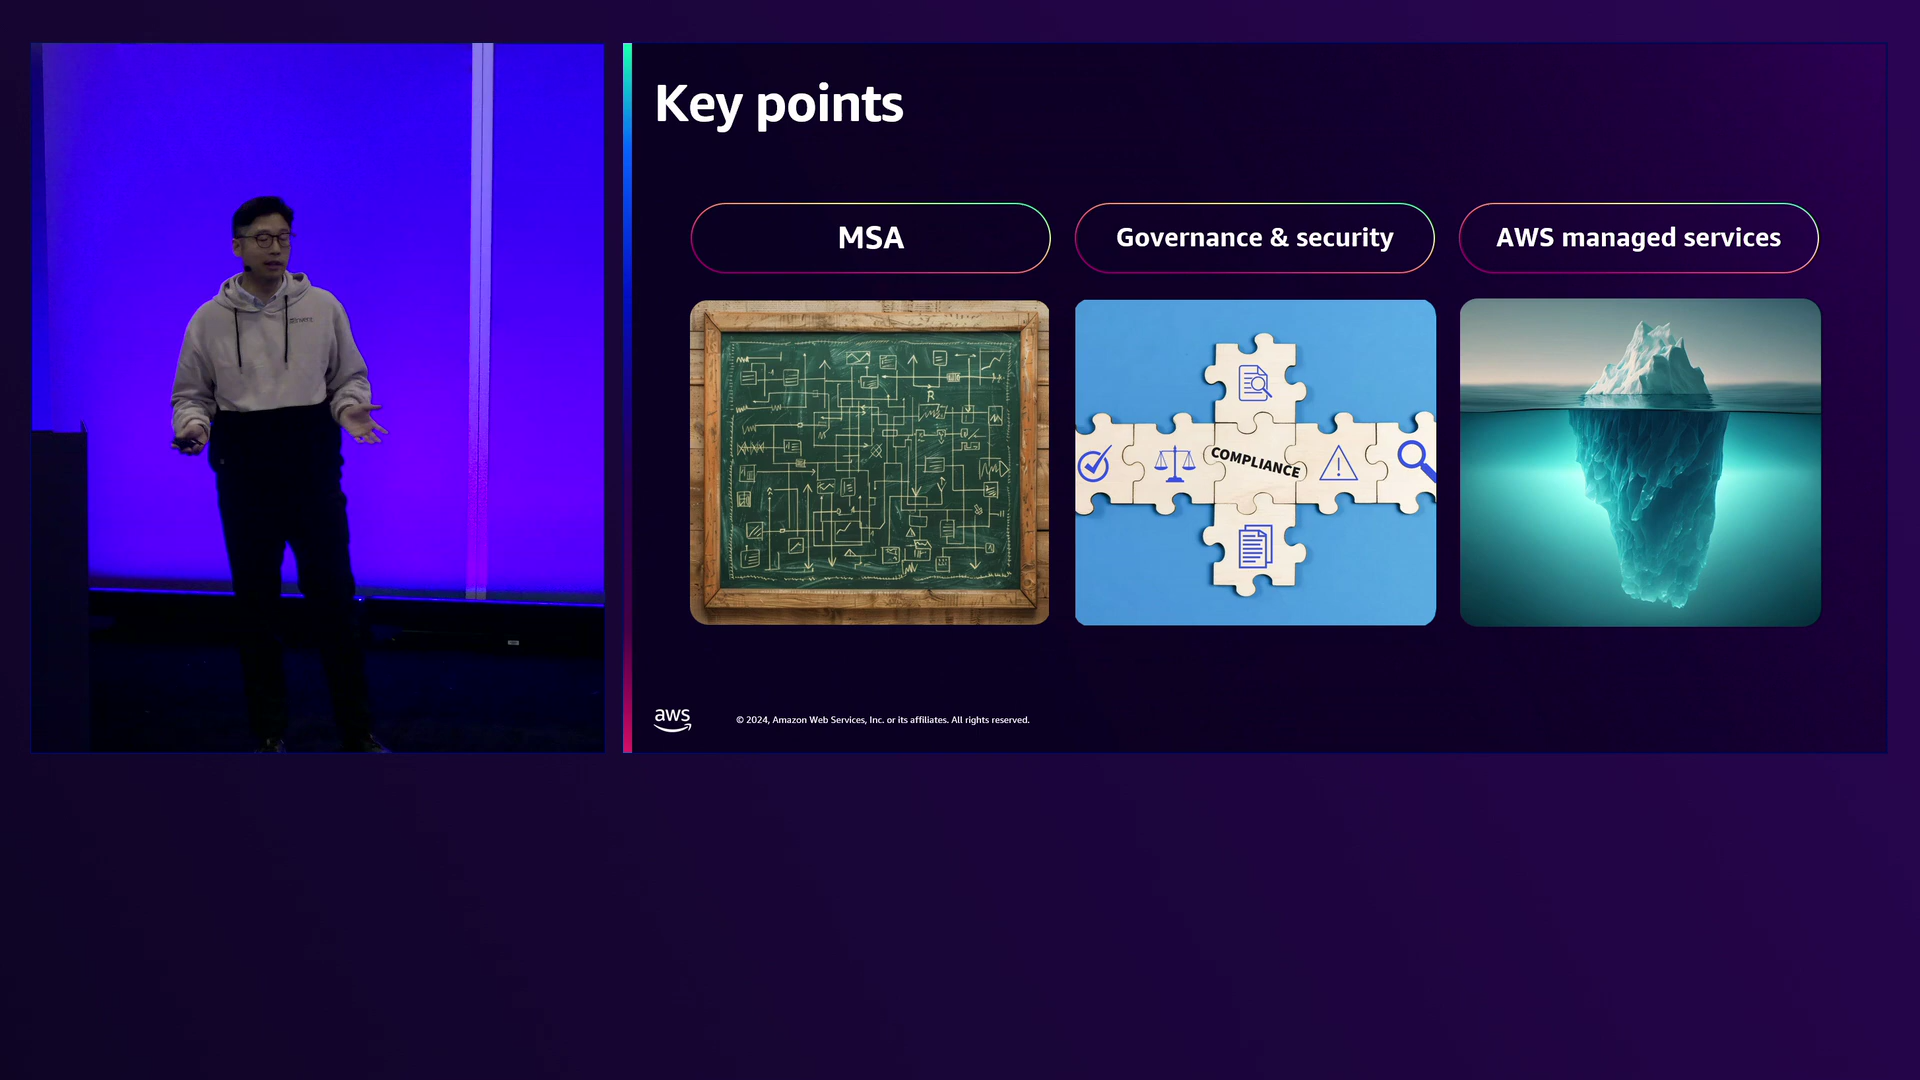 Key points
MSA
Governance & security
AWS managed services
R
COMPLIANCE
aws
© 2024, Amazon Web Services, Inc. or its affiliates. All rights reserved.